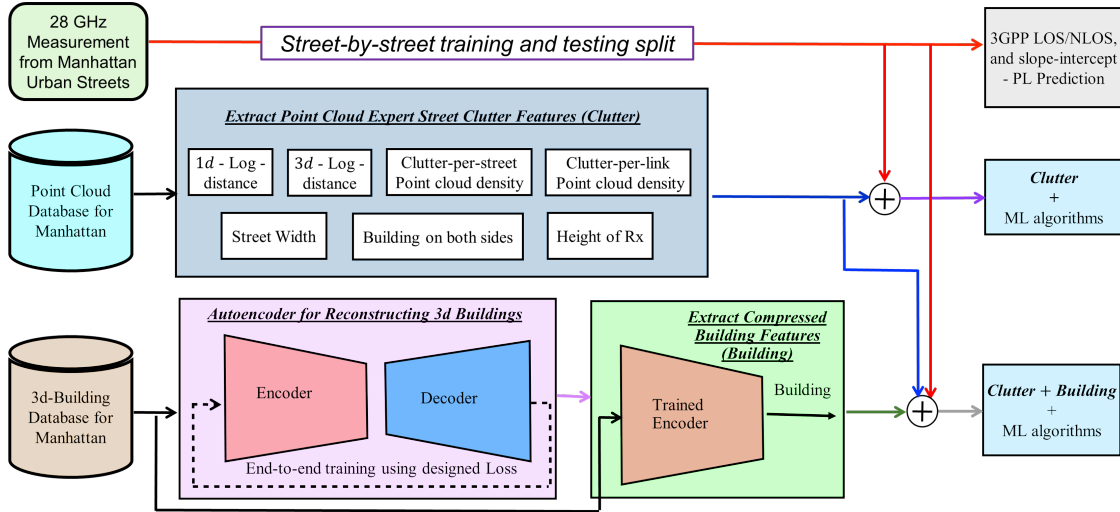 28 GHz
Measurement
from Manhattan
Urban Streets
Street-by-street training and testing split
3GPP LOS/NLOS,
and slope-intercept
- PL Prediction
Extract Point Cloud Expert Street Clutter Features (Clutter)
1d - Log -
distance
3d - Log -
distance
Clutter-per-street
Point cloud density
Clutter-per-link
Point cloud density
Street Width
Building on both sides
Height of Rx
Point Cloud
Database for
Manhattan
+
Clutter
+
ML algorithms
Autoencoder for Reconstructing 3d Buildings
Encoder
Decoder
End-to-end training using designed Loss
3d-Building
Database for
Manhattan
Extract Compressed
Building Features
(Building)
Trained
Encoder
Building
+
Clutter + Building
+
ML algorithms